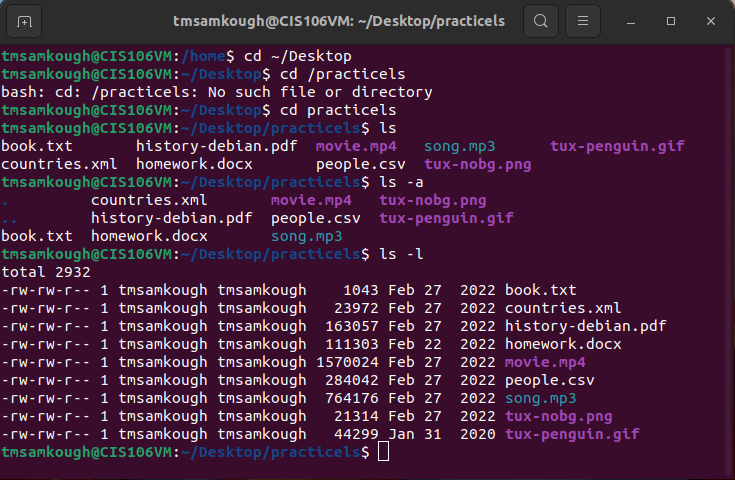 tmsamkough@CIS106VM: ~/Desktop/practicels
tmsamkough@CIS106VM:/home$ cd ~/Desktop
tmsamkough@CIS106VM:~/Desktop$ cd /practicels
bash: cd: /practicels: No such file or directory
tmsamkough@CIS106VM:~/Desktop$ cd practicels
tmsamkough@CIS106VM:~/Desktop/practicels$ ls
book.txt       history-debian.pdf  movie.mp4   song.mp3      tux-penguin.gif
countries.xml  homework.docx       people.csv  tux-nobg.png
tmsamkough@CIS106VM:~/Desktop/practicels$ ls -a
.         countries.xml       movie.mp4   tux-nobg.png
..        history-debian.pdf  people.csv  tux-penguin.gif
book.txt  homework.docx       song.mp3
tmsamkough@CIS106VM:~/Desktop/practicels$ ls -l
total 2932
-rw-rw-r-- 1 tmsamkough tmsamkough    1043 Feb 27  2022 book.txt
-rw-rw-r-- 1 tmsamkough tmsamkough   23972 Feb 27  2022 countries.xml
-rw-rw-r-- 1 tmsamkough tmsamkough  163057 Feb 27  2022 history-debian.pdf
-rw-rw-r-- 1 tmsamkough tmsamkough  111303 Feb 22  2022 homework.docx
-rw-rw-r-- 1 tmsamkough tmsamkough 1570024 Feb 27  2022 movie.mp4
-rw-rw-r-- 1 tmsamkough tmsamkough  284042 Feb 27  2022 people.csv
-rw-rw-r-- 1 tmsamkough tmsamkough  764176 Feb 27  2022 song.mp3
-rw-rw-r-- 1 tmsamkough tmsamkough   21314 Feb 27  2022 tux-nobg.png
-rw-rw-r-- 1 tmsamkough tmsamkough   44299 Jan 31  2020 tux-penguin.gif
tmsamkough@CIS106VM:~/Desktop/practicels$